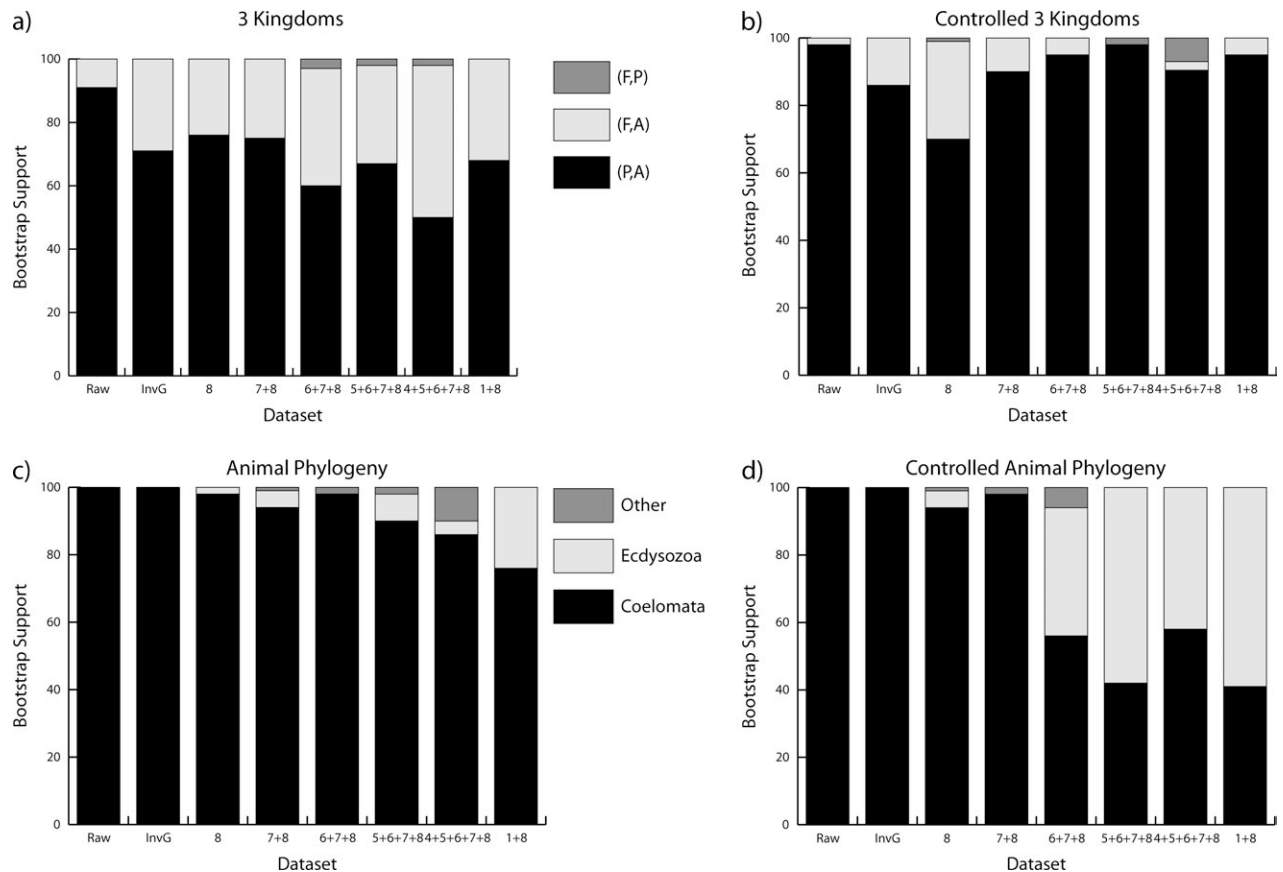 a) 3 Kingdoms
100
80
60
40
20
0
Bootstrap Support
Raw InvG 8 7+8 6+7+8 5+6+7+8 4+5+6+7+8 1+8
Dataset
(F,P)
(F,A)
(P,A)
b) Controlled 3 Kingdoms
100
80
60
40
20
0
Bootstrap Support
Raw InvG 8 7+8 6+7+8 5+6+7+8 4+5+6+7+8 1+8
Dataset
c) Animal Phylogeny
100
80
60
40
20
0
Bootstrap Support
Raw InvG 8 7+8 6+7+8 5+6+7+8 4+5+6+7+8 1+8
Dataset
Other
Ecdysozoa
Coelomata
d) Controlled Animal Phylogeny
100
80
60
40
20
0
Bootstrap Support
Raw InvG 8 7+8 6+7+8 5+6+7+8 4+5+6+7+8 1+8
Dataset